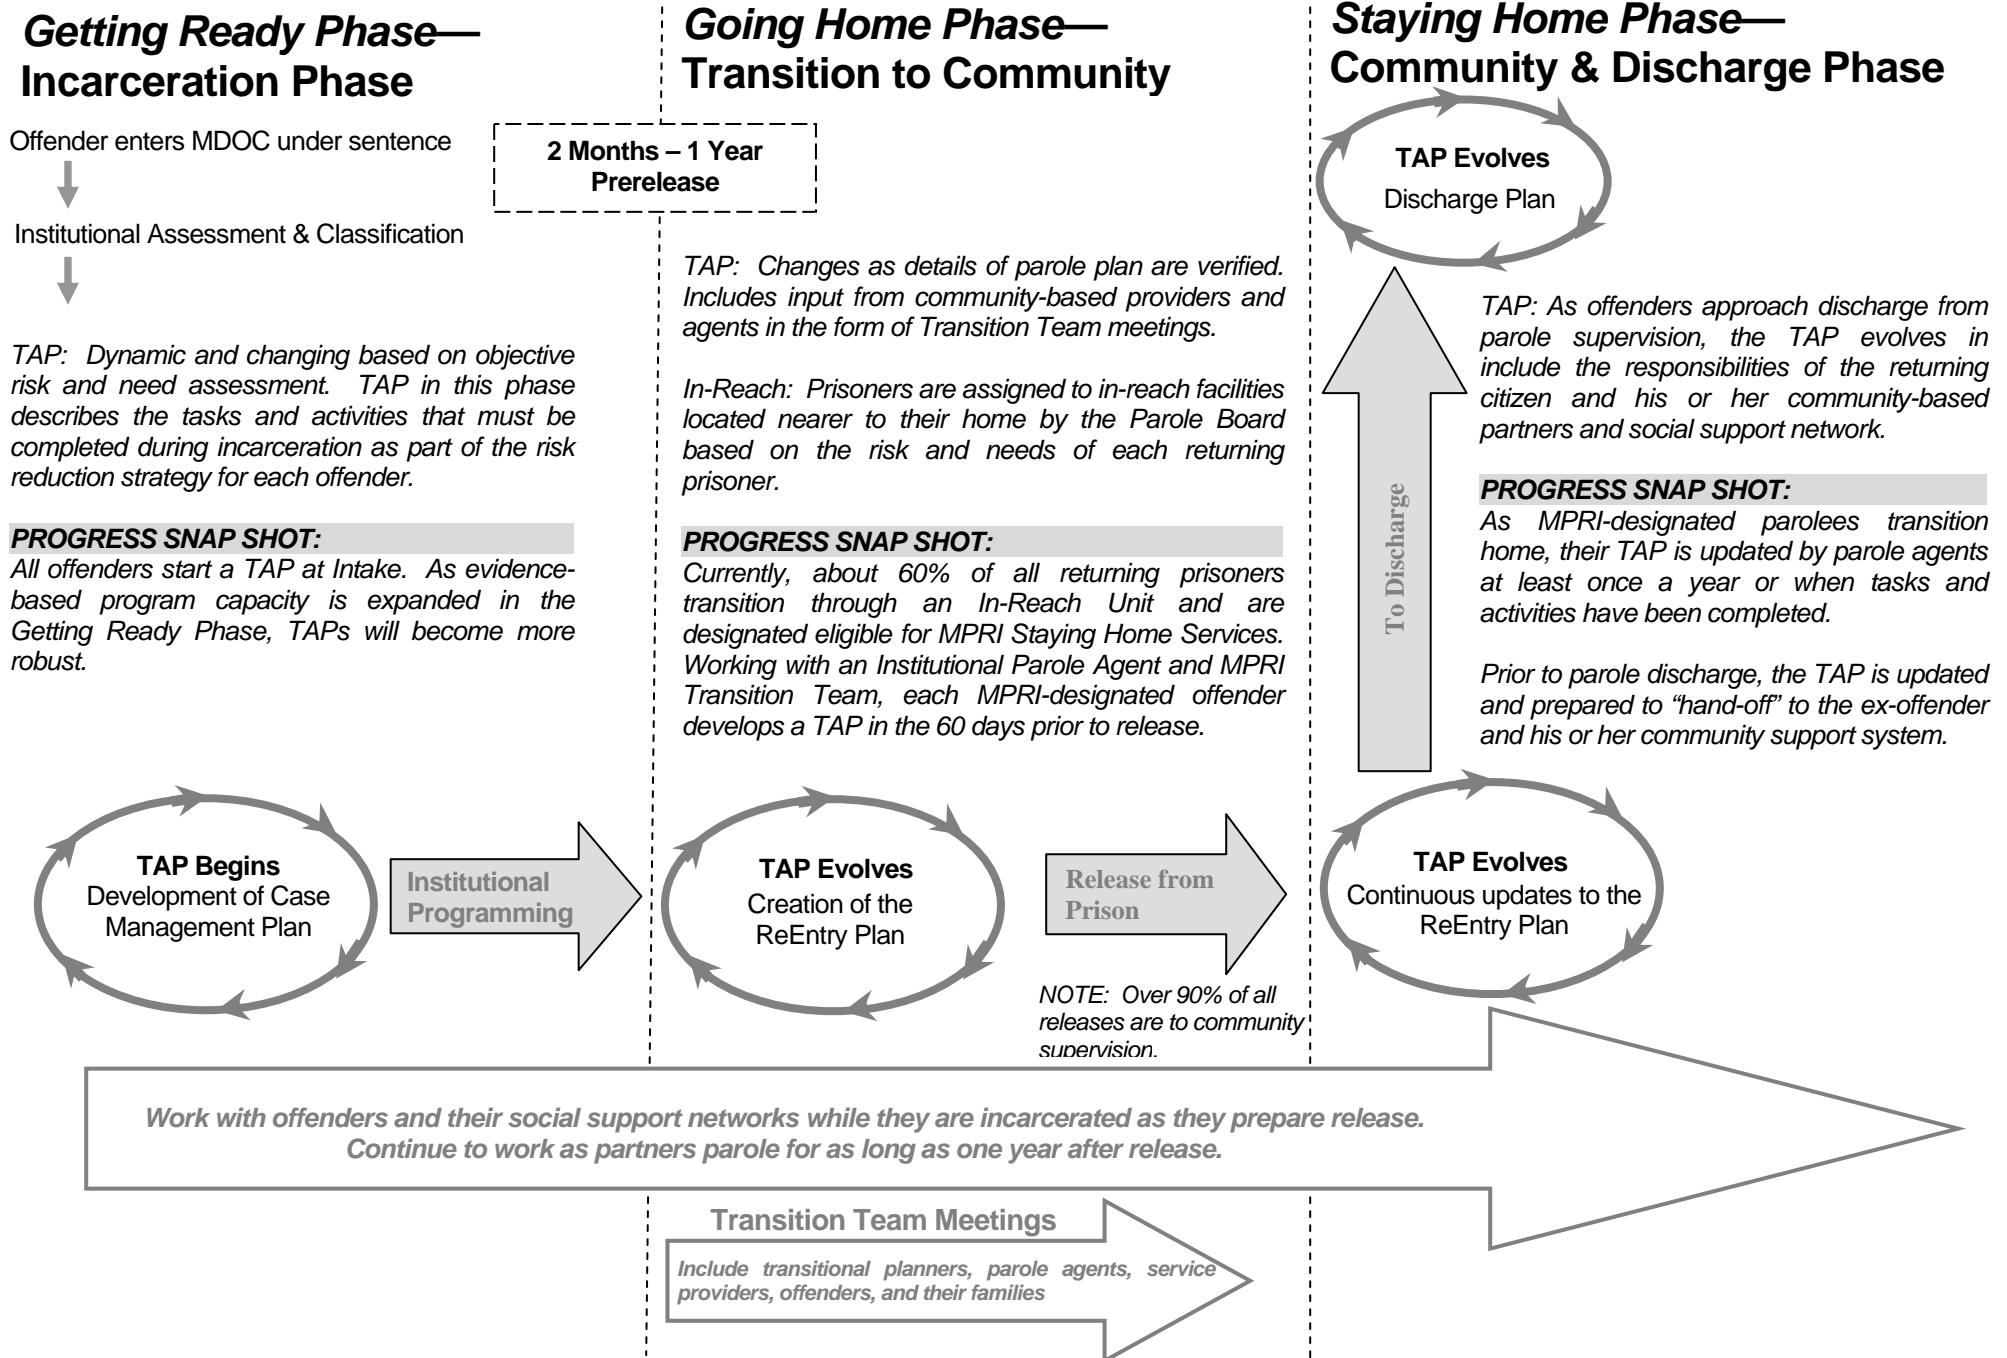 Getting Ready Phase—
Incarceration Phase
Offender enters MDOC under sentence
Institutional Assessment & Classification
TAP: Dynamic and changing based on objective
risk and need assessment. TAP in this phase
describes the tasks and activities that must be
completed during incarceration as part of the risk
reduction strategy for each offender.
PROGRESS SNAP SHOT:
All offenders start a TAP at Intake. As evidence-
based program capacity is expanded in the
Getting Ready Phase, TAPs will become more
robust.
TAP Begins
Development of Case
Management Plan
Institutional
Programming
2 Months – 1 Year
Prerelease
Going Home Phase—
Transition to Community
TAP: Changes as details of parole plan are verified.
Includes input from community-based providers and
agents in the form of Transition Team meetings.
In-Reach: Prisoners are assigned to in-reach facilities
located nearer to their home by the Parole Board
based on the risk and needs of each returning
prisoner.
PROGRESS SNAP SHOT:
Currently, about 60% of all returning prisoners
transition through an In-Reach Unit and are
designated eligible for MPRI Staying Home Services.
Working with an Institutional Parole Agent and MPRI
Transition Team, each MPRI-designated offender
develops a TAP in the 60 days prior to release.
TAP Evolves
Creation of the
ReEntry Plan
Release from
Prison
NOTE: Over 90% of all
releases are to community
supervision.
Staying Home Phase—
Community & Discharge Phase
TAP Evolves
Discharge Plan
TAP: As offenders approach discharge from
parole supervision, the TAP evolves in
include the responsibilities of the returning
citizen and his or her community-based
partners and social support network.
PROGRESS SNAP SHOT:
As MPRI-designated parolees transition
home, their TAP is updated by parole agents
at least once a year or when tasks and
activities have been completed.
Prior to parole discharge, the TAP is updated
and prepared to “hand-off” to the ex-offender
and his or her community support system.
To Discharge
TAP Evolves
Continuous updates to the
ReEntry Plan
Work with offenders and their social support networks while they are incarcerated as they prepare release.
Continue to work as partners parole for as long as one year after release.
Transition Team Meetings
Include transitional planners, parole agents, service
providers, offenders, and their families